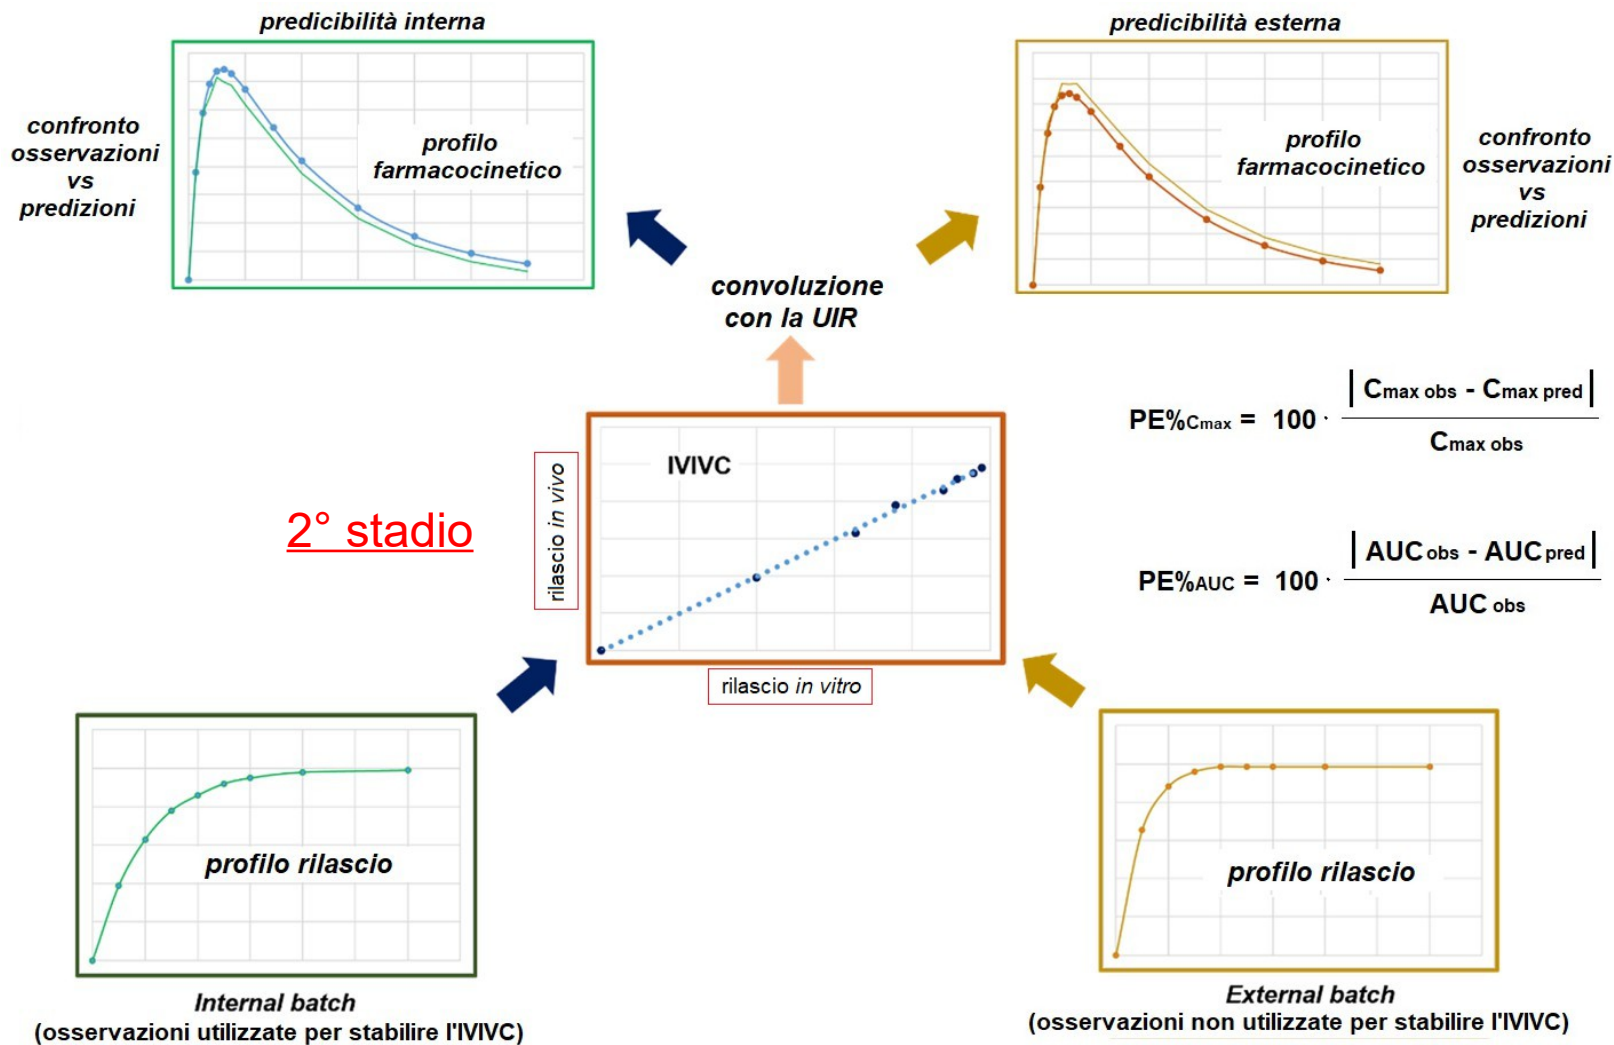 predicibilità interna
predicibilità esterna
confronto
osservazioni
vs
predizioni
profilo
farmacocinetico
profilo
farmacocinetico
confronto
osservazioni
vs
predizioni
convoluzione
con la UIR
PE%Cmax = 100 · | Cmax obs - Cmax pred |
Cmax obs
IVIVC
rilascio in vivo
2° stadio
PE%AUC = 100 · | AUC obs - AUC pred |
AUC obs
rilascio in vitro
profilo rilascio
profilo rilascio
Internal batch
(osservazioni utilizzate per stabilire l'IVIVC)
External batch
(osservazioni non utilizzate per stabilire l'IVIVC)